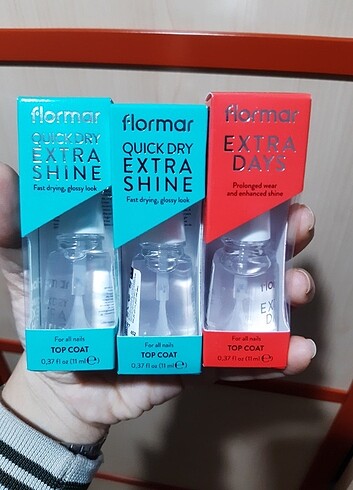 flormar
QUICK DRY
EXTRA
SHINE
Fast drying, glossy look
For all nails
TOP COAT
0,37 fl oz (11 ml) e
flormar
QUICK DRY
EXTRA
SHINE
Fast drying, glossy look
For all nails
TOP COAT
0,37 fl oz (11 ml) e
flormar
EXTRA
DAYS
Prolonged wear
and enhanced shine
For all nails
TOP COAT
0,37 fl oz (11 ml) e